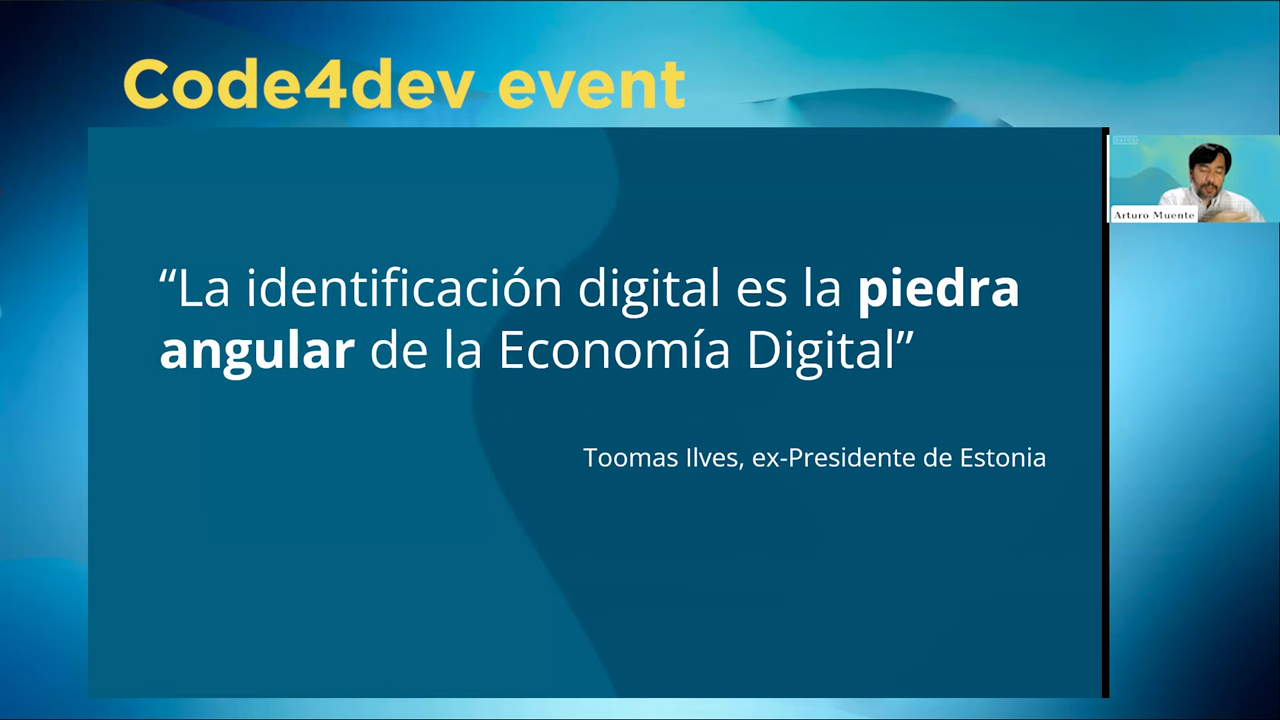 Code4dev event
“La identificación digital es la piedra
angular de la Economía Digital”
Toomas Ilves, ex-Presidente de Estonia
Arturo Muente